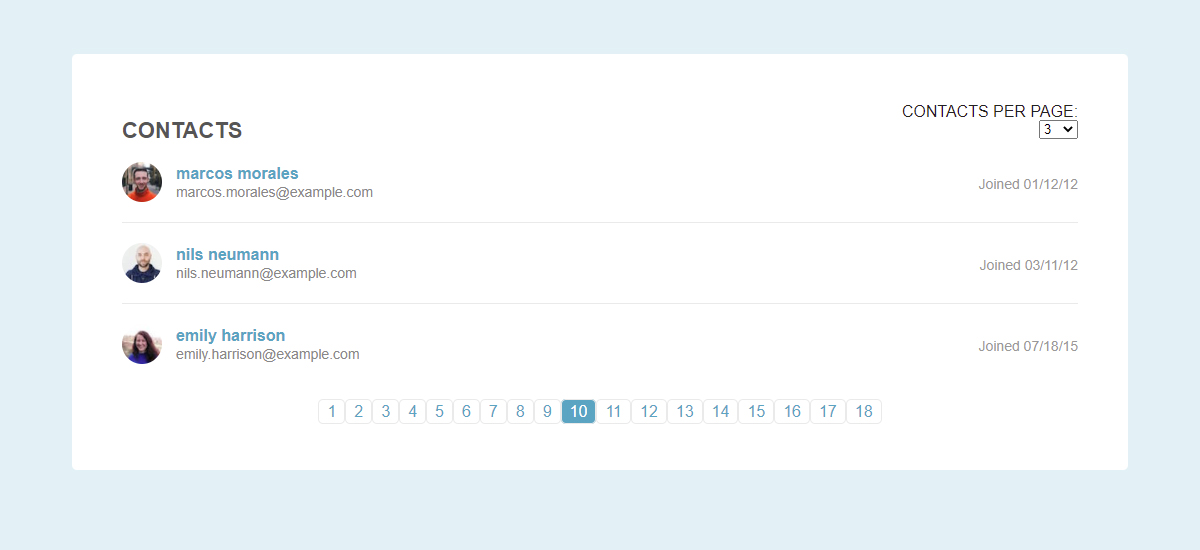 CONTACTS PER PAGE:
CONTACTS
3
marcos morales
marcos.morales@example.com
Joined 01/12/12
nils neumann
nils.neumann@example.com
Joined 03/11/12
emily harrison
emily.harrison@example.com
Joined 07/18/15
1 2 3 4 5 6 7 8 9 10 11 12 13 14 15 16 17 18